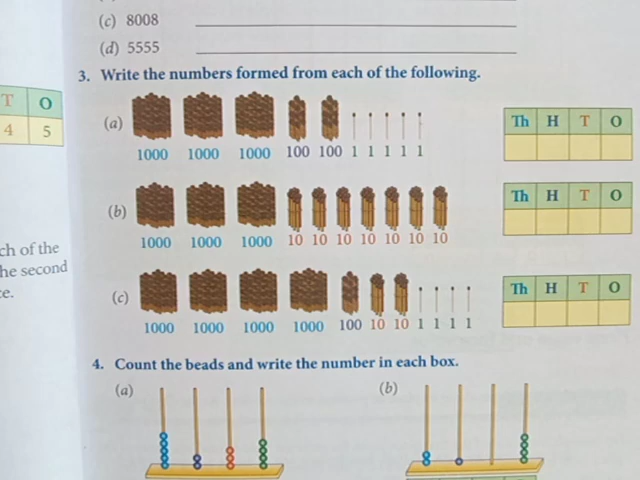 (c) 8008
(d) 5555
3. Write the numbers formed from each of the following.
T O
4 5
(a)
1000 1000 1000 100 100 1 1 1 1 1
Th H T O
(b)
1000 1000 1000 10 10 10 10 10 10 10
Th H T O
ch of the
he second
e.
(c)
1000 1000 1000 1000 100 10 10 1 1 1 1
Th H T O
4. Count the beads and write the number in each box.
(a)
(b)